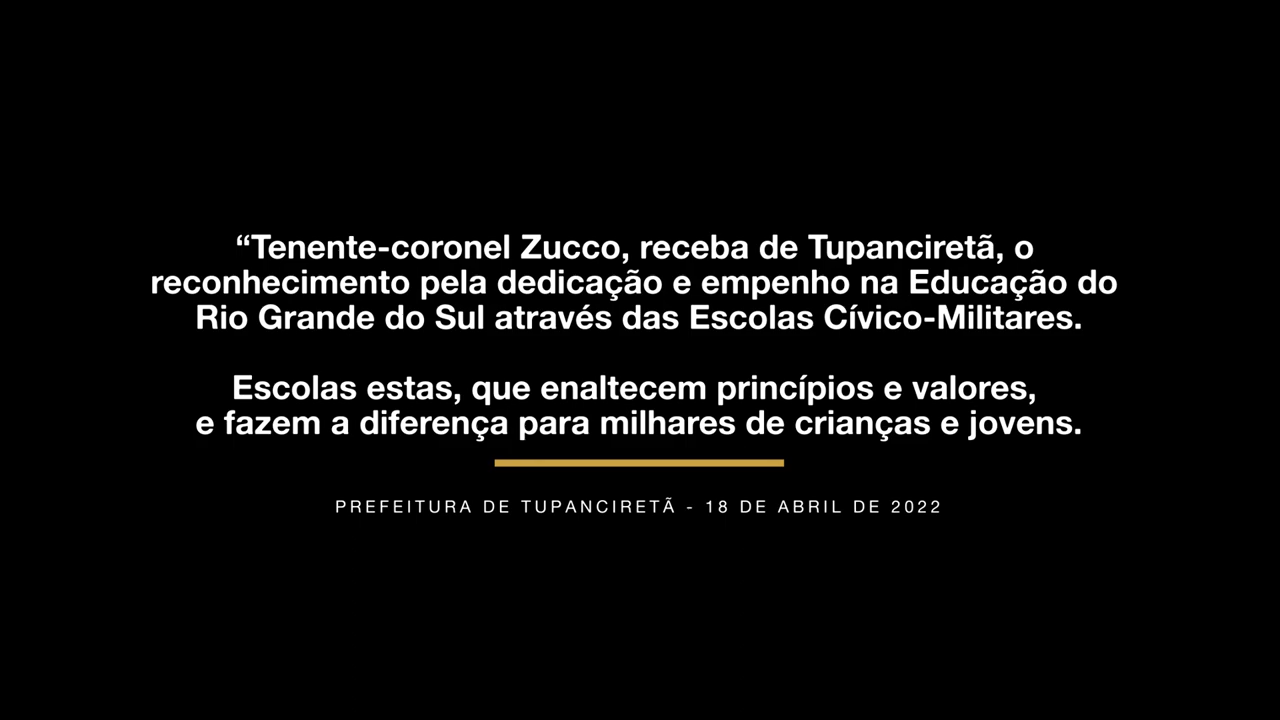 “Tenente-coronel Zucco, receba de Tupanciretã, o
reconhecimento pela dedicação e empenho na Educação do
Rio Grande do Sul através das Escolas Cívico-Militares.
Escolas estas, que enaltecem princípios e valores,
e fazem a diferença para milhares de crianças e jovens.
PREFEITURA DE TUPANCIRETÃ - 18 DE ABRIL DE 2022